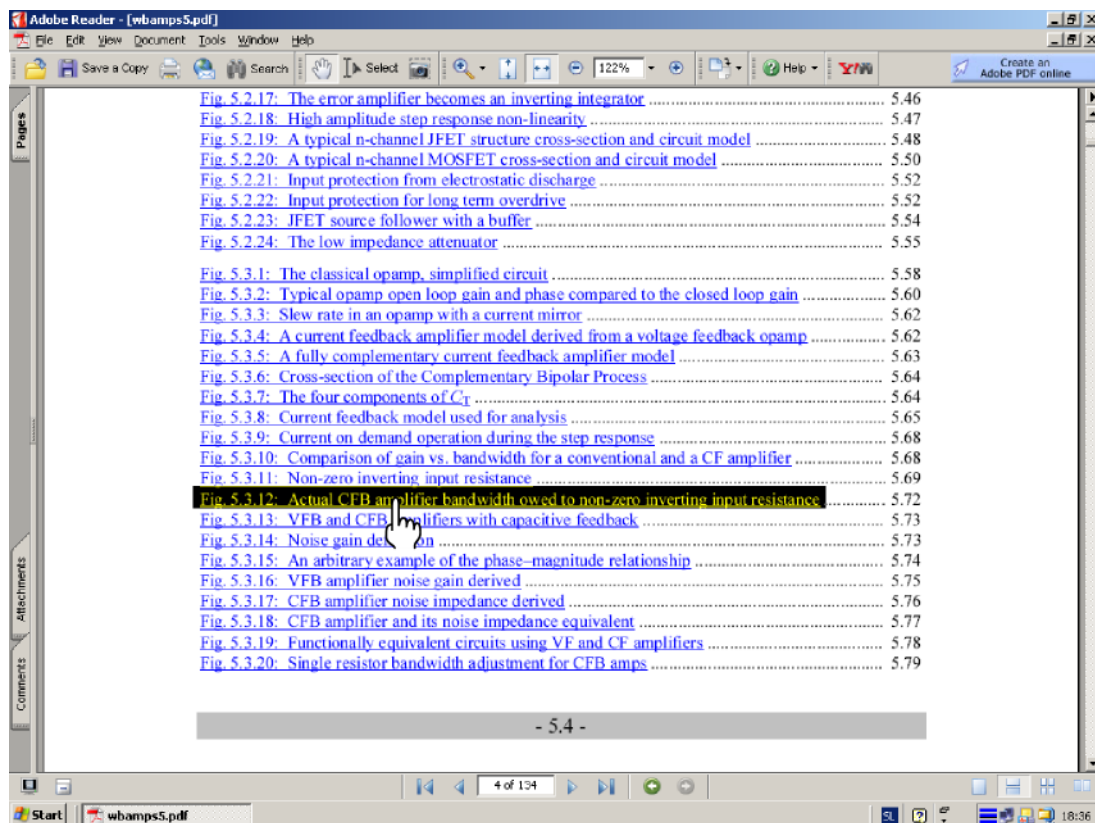 Adobe Reader - [wbamps5.pdf]
File Edit View Document Tools Window Help
Save a Copy Search Select 122% Help Y! Create an Adobe PDF online
Pages
Fig. 5.2.17: The error amplifier becomes an inverting integrator ..... 5.46
Fig. 5.2.18: High amplitude step response non-linearity ..... 5.47
Fig. 5.2.19: A typical n-channel JFET structure cross-section and circuit model ..... 5.48
Fig. 5.2.20: A typical n-channel MOSFET cross-section and circuit model ..... 5.50
Fig. 5.2.21: Input protection from electrostatic discharge ..... 5.52
Fig. 5.2.22: Input protection for long term overdrive ..... 5.52
Fig. 5.2.23: JFET source follower with a buffer ..... 5.54
Fig. 5.2.24: The low impedance attenuator ..... 5.55
Fig. 5.3.1: The classical opamp, simplified circuit ..... 5.58
Fig. 5.3.2: Typical opamp open loop gain and phase compared to the closed loop gain ..... 5.60
Fig. 5.3.3: Slew rate in an opamp with a current mirror ..... 5.62
Fig. 5.3.4: A current feedback amplifier model derived from a voltage feedback opamp ..... 5.62
Fig. 5.3.5: A fully complementary current feedback amplifier model ..... 5.63
Fig. 5.3.6: Cross-section of the Complementary Bipolar Process ..... 5.64
Fig. 5.3.7: The four components of CT ..... 5.64
Fig. 5.3.8: Current feedback model used for analysis ..... 5.65
Fig. 5.3.9: Current on demand operation during the step response ..... 5.68
Fig. 5.3.10: Comparison of gain vs. bandwidth for a conventional and a CF amplifier ..... 5.68
Fig. 5.3.11: Non-zero inverting input resistance ..... 5.69
Fig. 5.3.12: Actual CFB amplifier bandwidth owed to non-zero inverting input resistance ..... 5.72
Fig. 5.3.13: VFB and CFB amplifiers with capacitive feedback ..... 5.73
Fig. 5.3.14: Noise gain ..... 5.73
Fig. 5.3.15: An arbitrary example of the phase–magnitude relationship ..... 5.74
Fig. 5.3.16: VFB amplifier noise gain derived ..... 5.75
Fig. 5.3.17: CFB amplifier noise impedance derived ..... 5.76
Fig. 5.3.18: CFB amplifier and its noise impedance equivalent ..... 5.77
Fig. 5.3.19: Functionally equivalent circuits using VF and CF amplifiers ..... 5.78
Fig. 5.3.20: Single resistor bandwidth adjustment for CFB amps ..... 5.79
Attachments
Comments
- 5.4 -
4 of 134
Start wbamps5.pdf SL ? 18:36